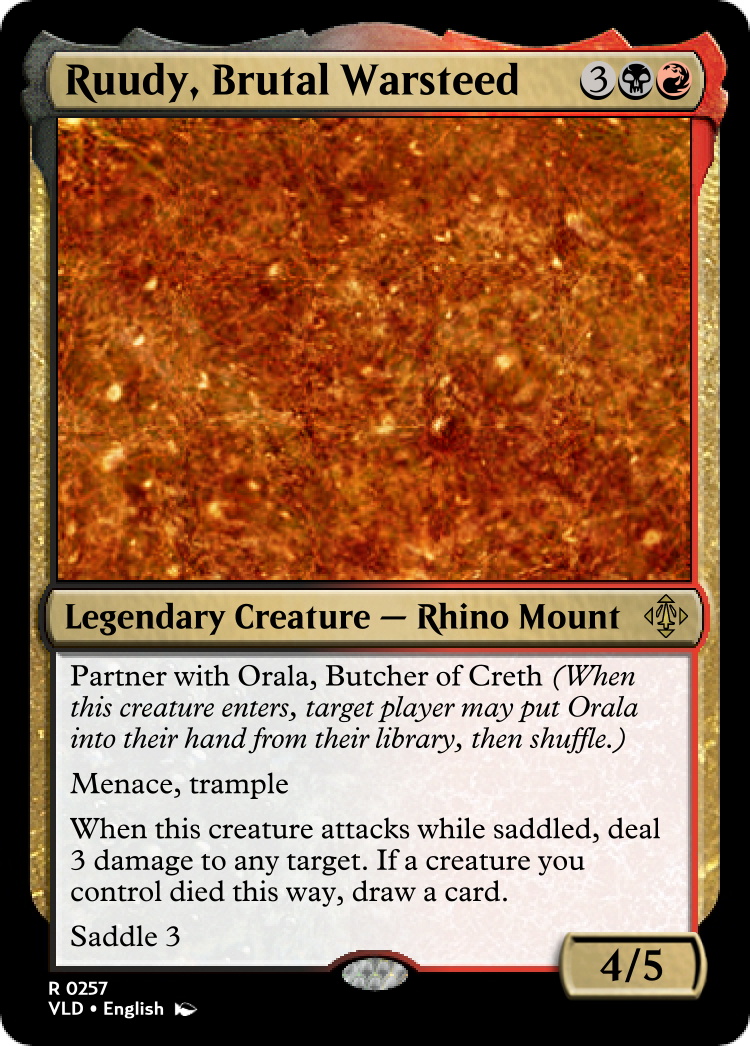 Ruudy, Brutal Warsteed 3
Legendary Creature — Rhino Mount
Partner with Orala, Butcher of Creth (When
this creature enters, target player may put Orala
into their hand from their library, then shuffle.)
Menace, trample
When this creature attacks while saddled, deal
3 damage to any target. If a creature you
control died this way, draw a card.
Saddle 3
4/5
R 0257
VLD • English